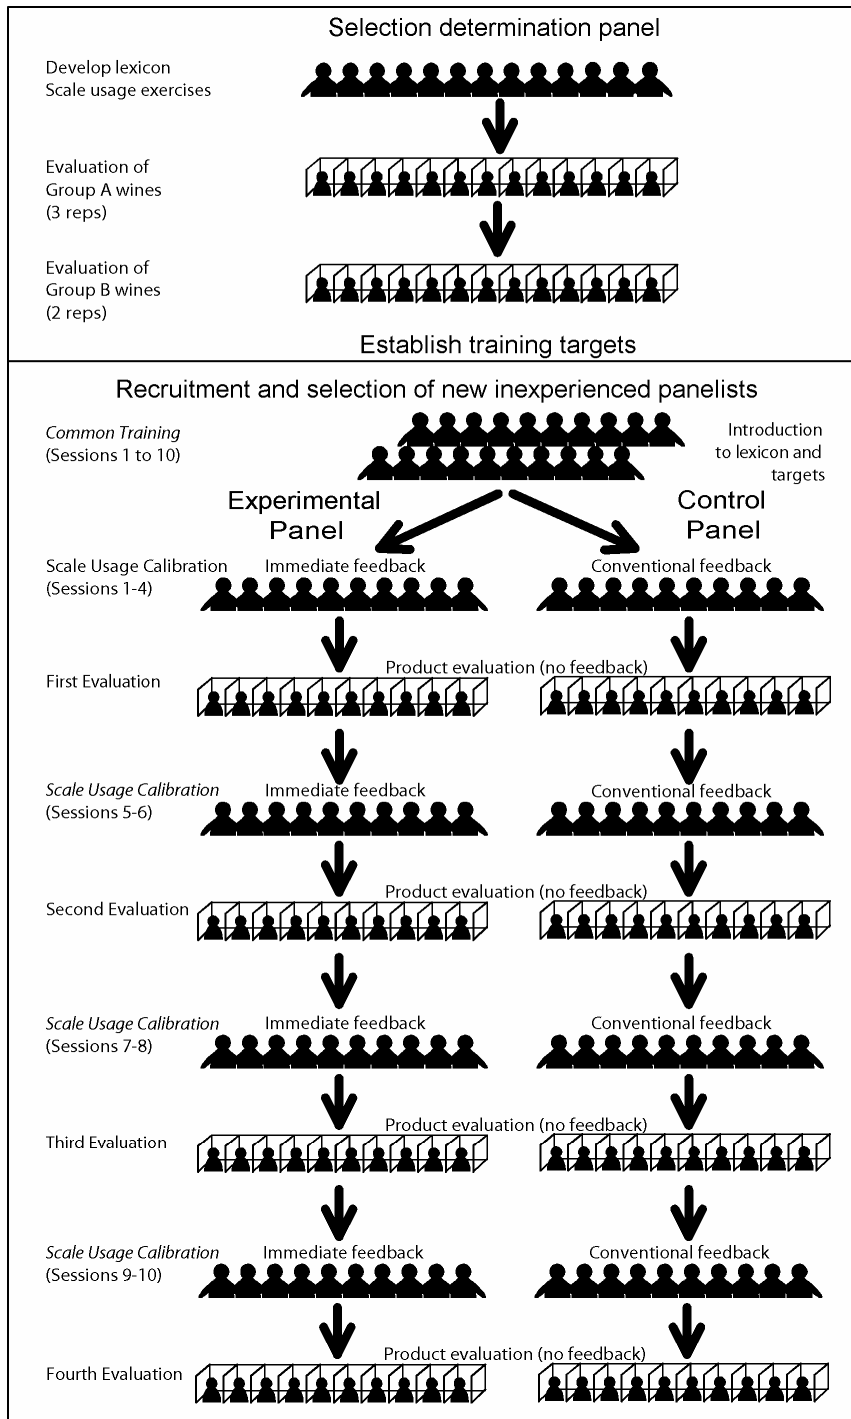 Selection determination panel
Develop lexicon
Scale usage exercises
Evaluation of
Group A wines
(3 reps)
Evaluation of
Group B wines
(2 reps)
Establish training targets
Recruitment and selection of new inexperienced panelists
Common Training
(Sessions 1 to 10)
Introduction
to lexicon and
targets
Experimental
Panel
Control
Panel
Scale Usage Calibration
(Sessions 1-4)
Immediate feedback
Conventional feedback
First Evaluation
Product evaluation (no feedback)
Scale Usage Calibration
(Sessions 5-6)
Immediate feedback
Conventional feedback
Second Evaluation
Product evaluation (no feedback)
Scale Usage Calibration
(Sessions 7-8)
Immediate feedback
Conventional feedback
Third Evaluation
Product evaluation (no feedback)
Scale Usage Calibration
(Sessions 9-10)
Immediate feedback
Conventional feedback
Fourth Evaluation
Product evaluation (no feedback)